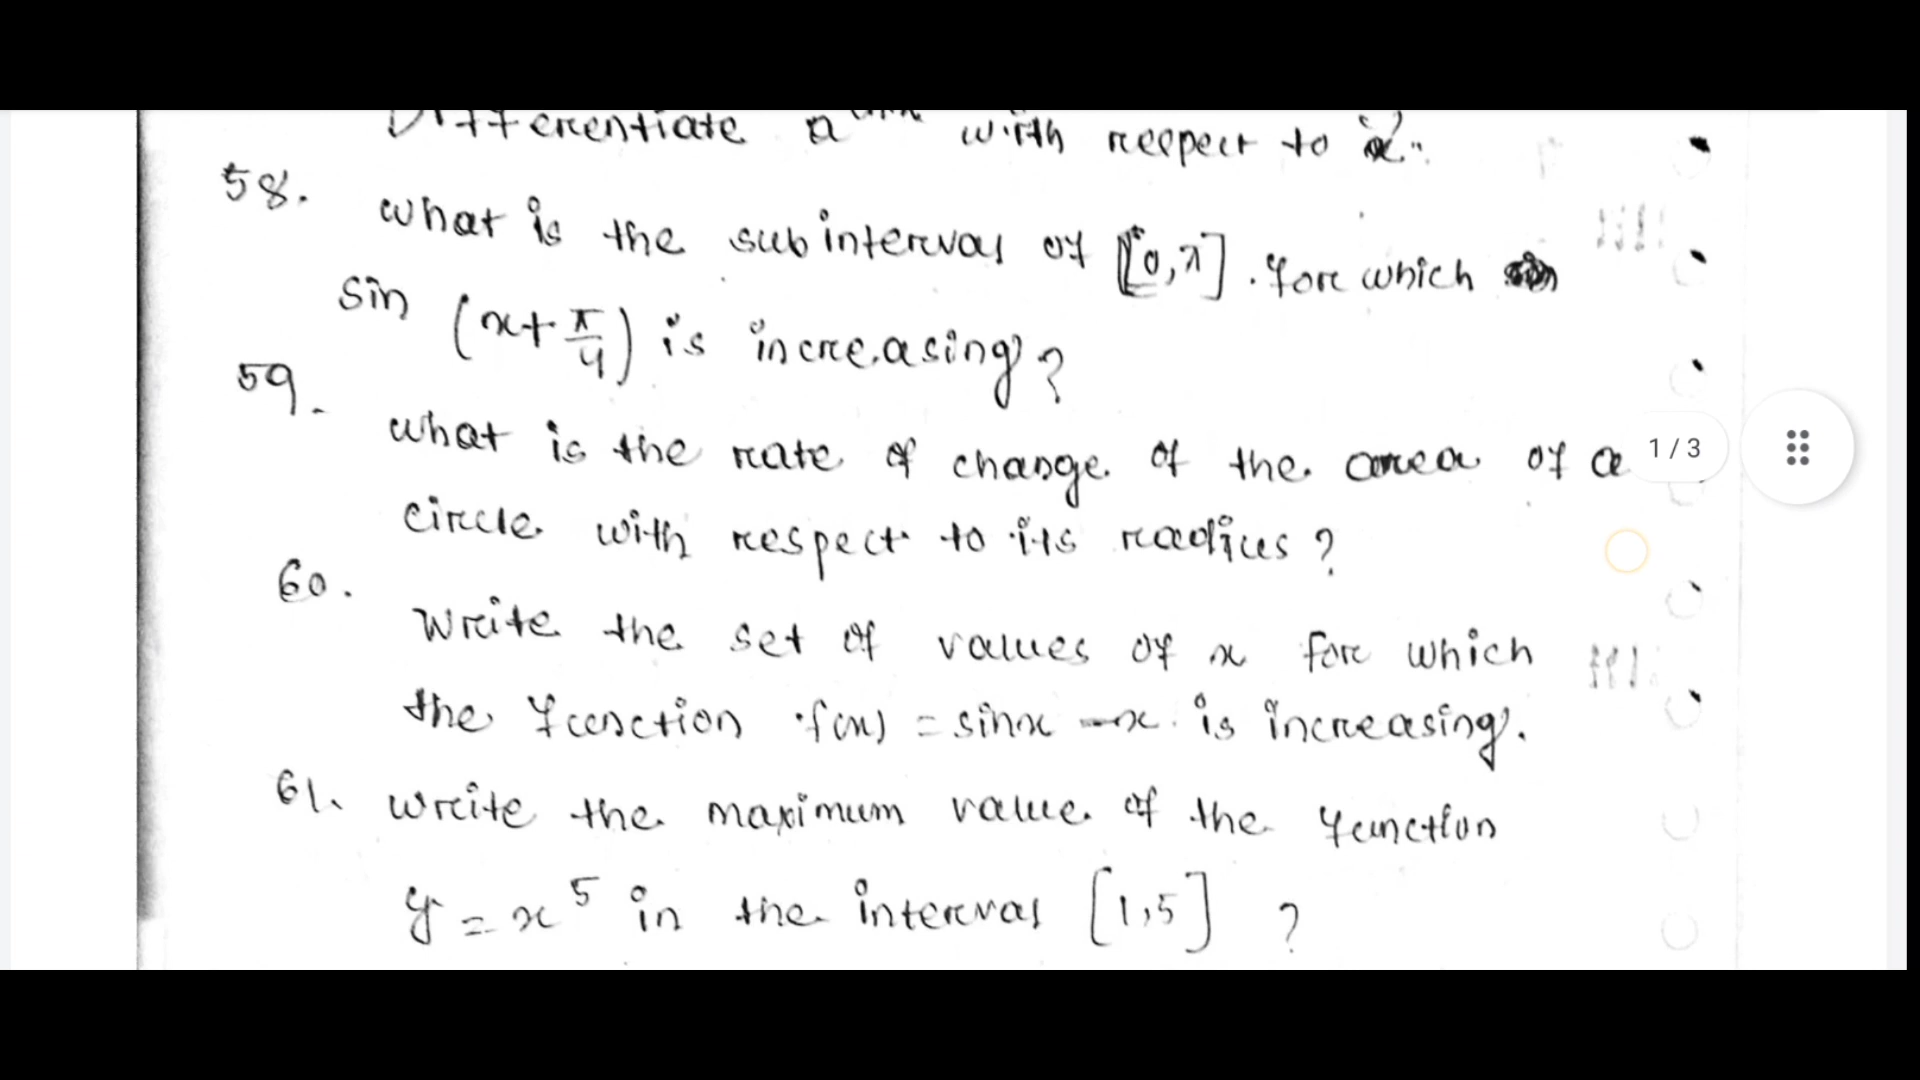 Differentiate a with respect to x.
58. what is the subinterval of [0,π]. for which
sin (x+π/4) is increasing?
59. what is the rate of change of the area of a
circle with respect to its radius?
60. Write the set of values of x for which
the function f(x) = sinx - x is increasing.
61. write the maximum value of the function
y = x⁵ in the interval [1,5] ?
1 / 3